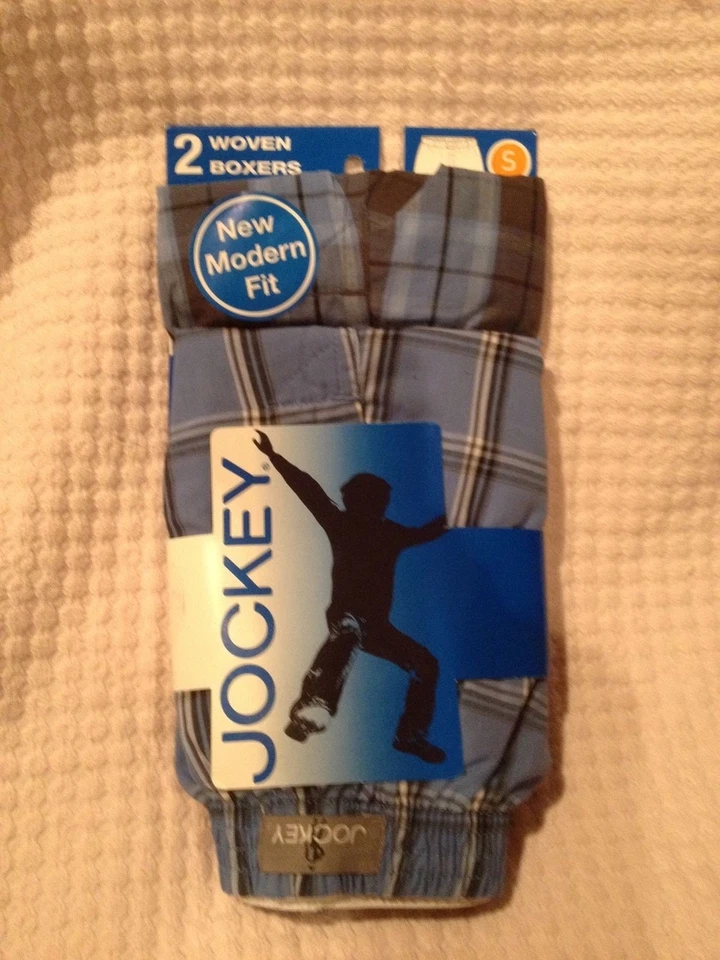 2 WOVEN
BOXERS
S
New
Modern
Fit
JOCKEY®
JOCKEY